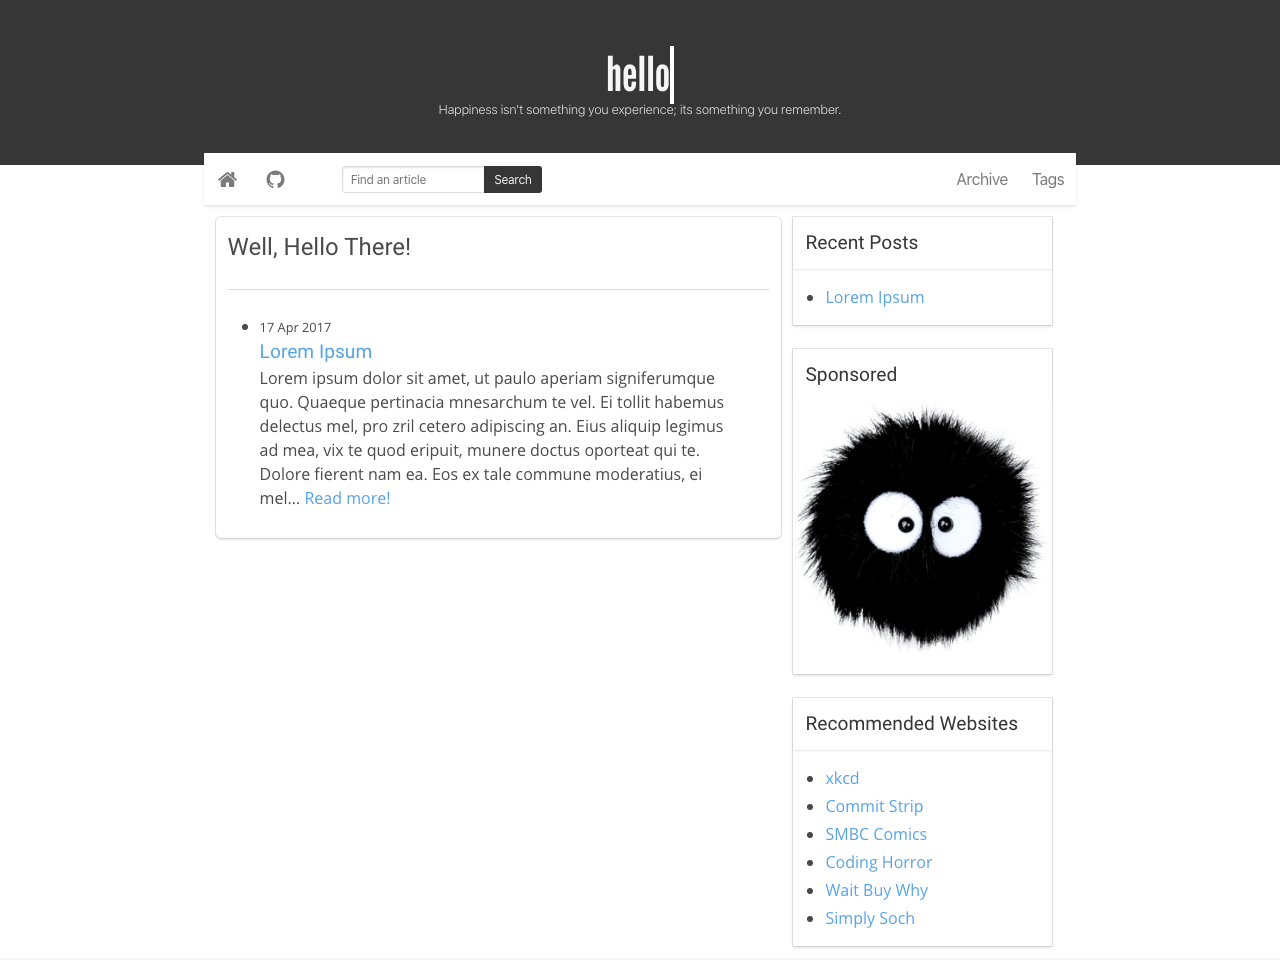 hello
Happiness isn't something you experience; its something you remember.
Find an article Search Archive Tags
Well, Hello There!
17 Apr 2017
Lorem Ipsum
Lorem ipsum dolor sit amet, ut paulo aperiam signiferumque
quo. Quaeque pertinacia mnesarchum te vel. Ei tollit habemus
delectus mel, pro zril cetero adipiscing an. Eius aliquip legimus
ad mea, vix te quod eripuit, munere doctus oporteat qui te.
Dolore fierent nam ea. Eos ex tale commune moderatius, ei
mel... Read more!
Recent Posts
Lorem Ipsum
Sponsored
Recommended Websites
xkcd
Commit Strip
SMBC Comics
Coding Horror
Wait Buy Why
Simply Soch